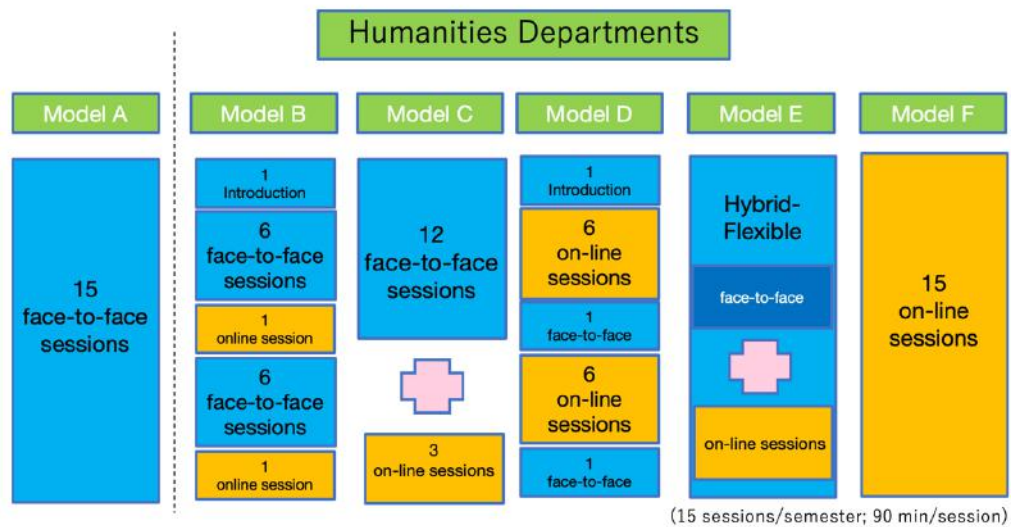 Humanities Departments
Model A
Model B
Model C
Model D
Model E
Model F
15
face-to-face
sessions
1
Introduction
6
face-to-face
sessions
1
online session
6
face-to-face
sessions
1
online session
12
face-to-face
sessions
3
on-line sessions
1
Introduction
6
on-line
sessions
1
face-to-face
6
on-line
sessions
1
face-to-face
Hybrid-
Flexible
face-to-face
on-line sessions
15
on-line
sessions
(15 sessions/semester; 90 min/session)